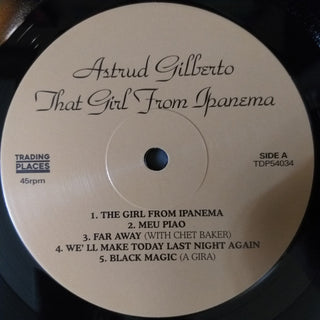 Astrud Gilberto
That Girl From Ipanema
TRADING
PLACES
45rpm
SIDE A
TDP54034
1. THE GIRL FROM IPANEMA
2. MEU PIAO
3. FAR AWAY (WITH CHET BAKER)
4. WE' LL MAKE TODAY LAST NIGHT AGAIN
5. BLACK MAGIC (A GIRA)